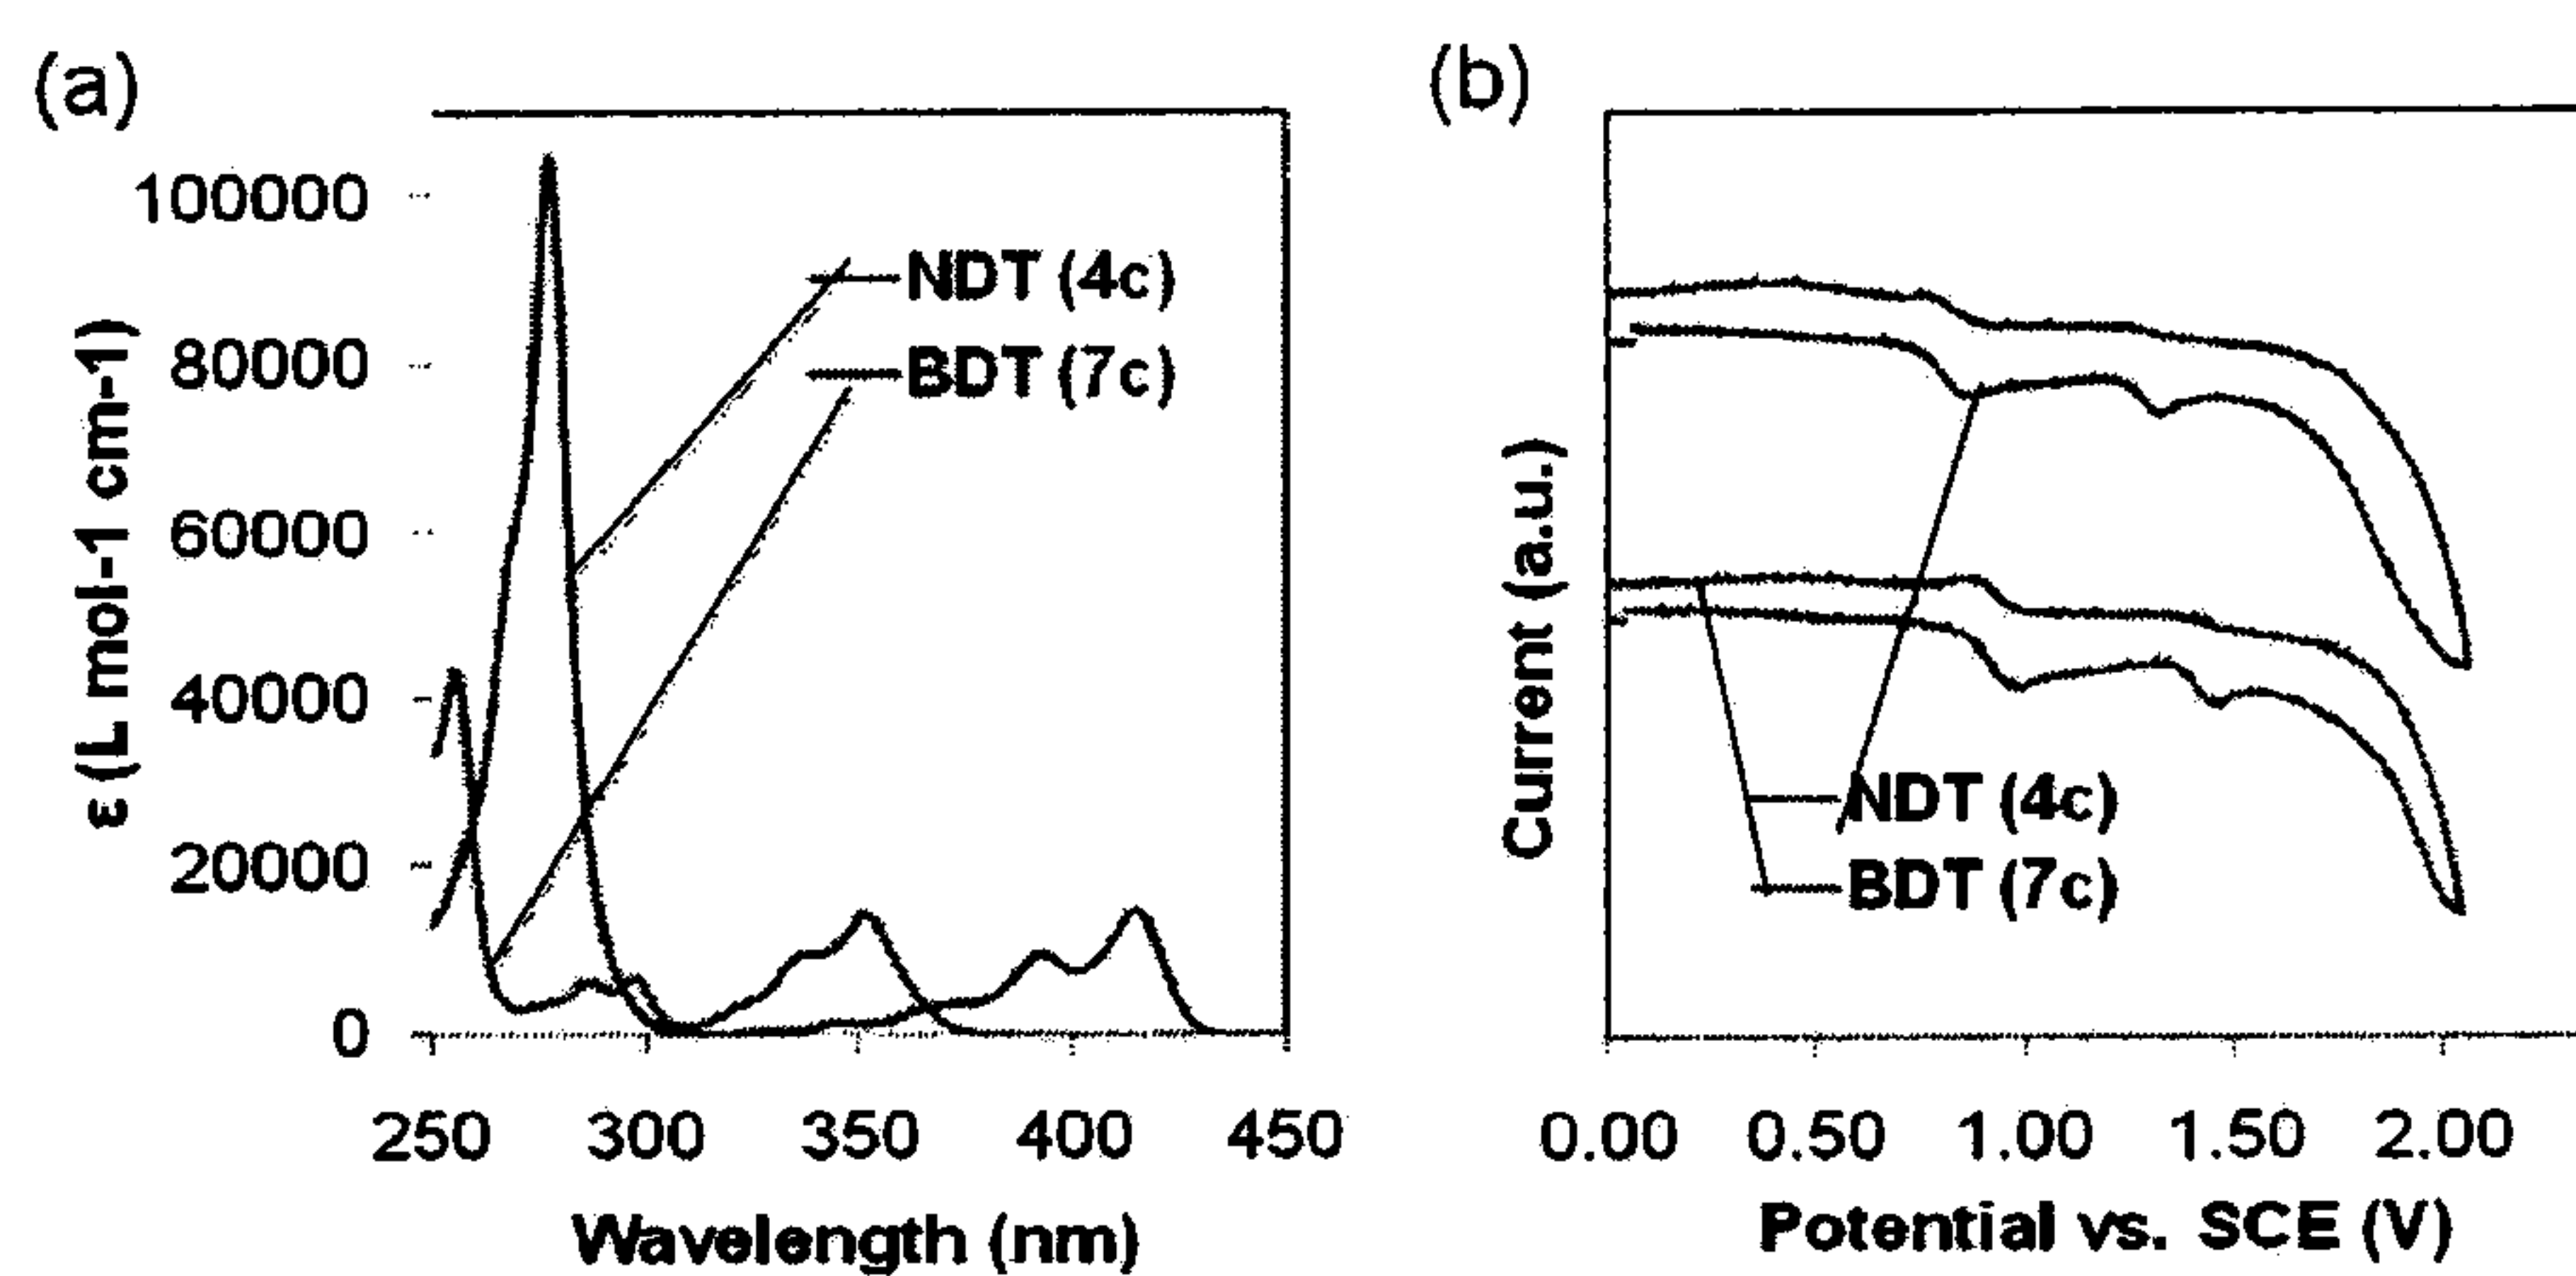 (a)
ε (L mol-1 cm-1)
100000
80000
60000
40000
20000
0
NDT (4c)
BDT (7c)
250 300 350 400 450
Wavelength (nm)
(b)
Current (a.u.)
NDT (4c)
BDT (7c)
0.00 0.50 1.00 1.50 2.00
Potential vs. SCE (V)